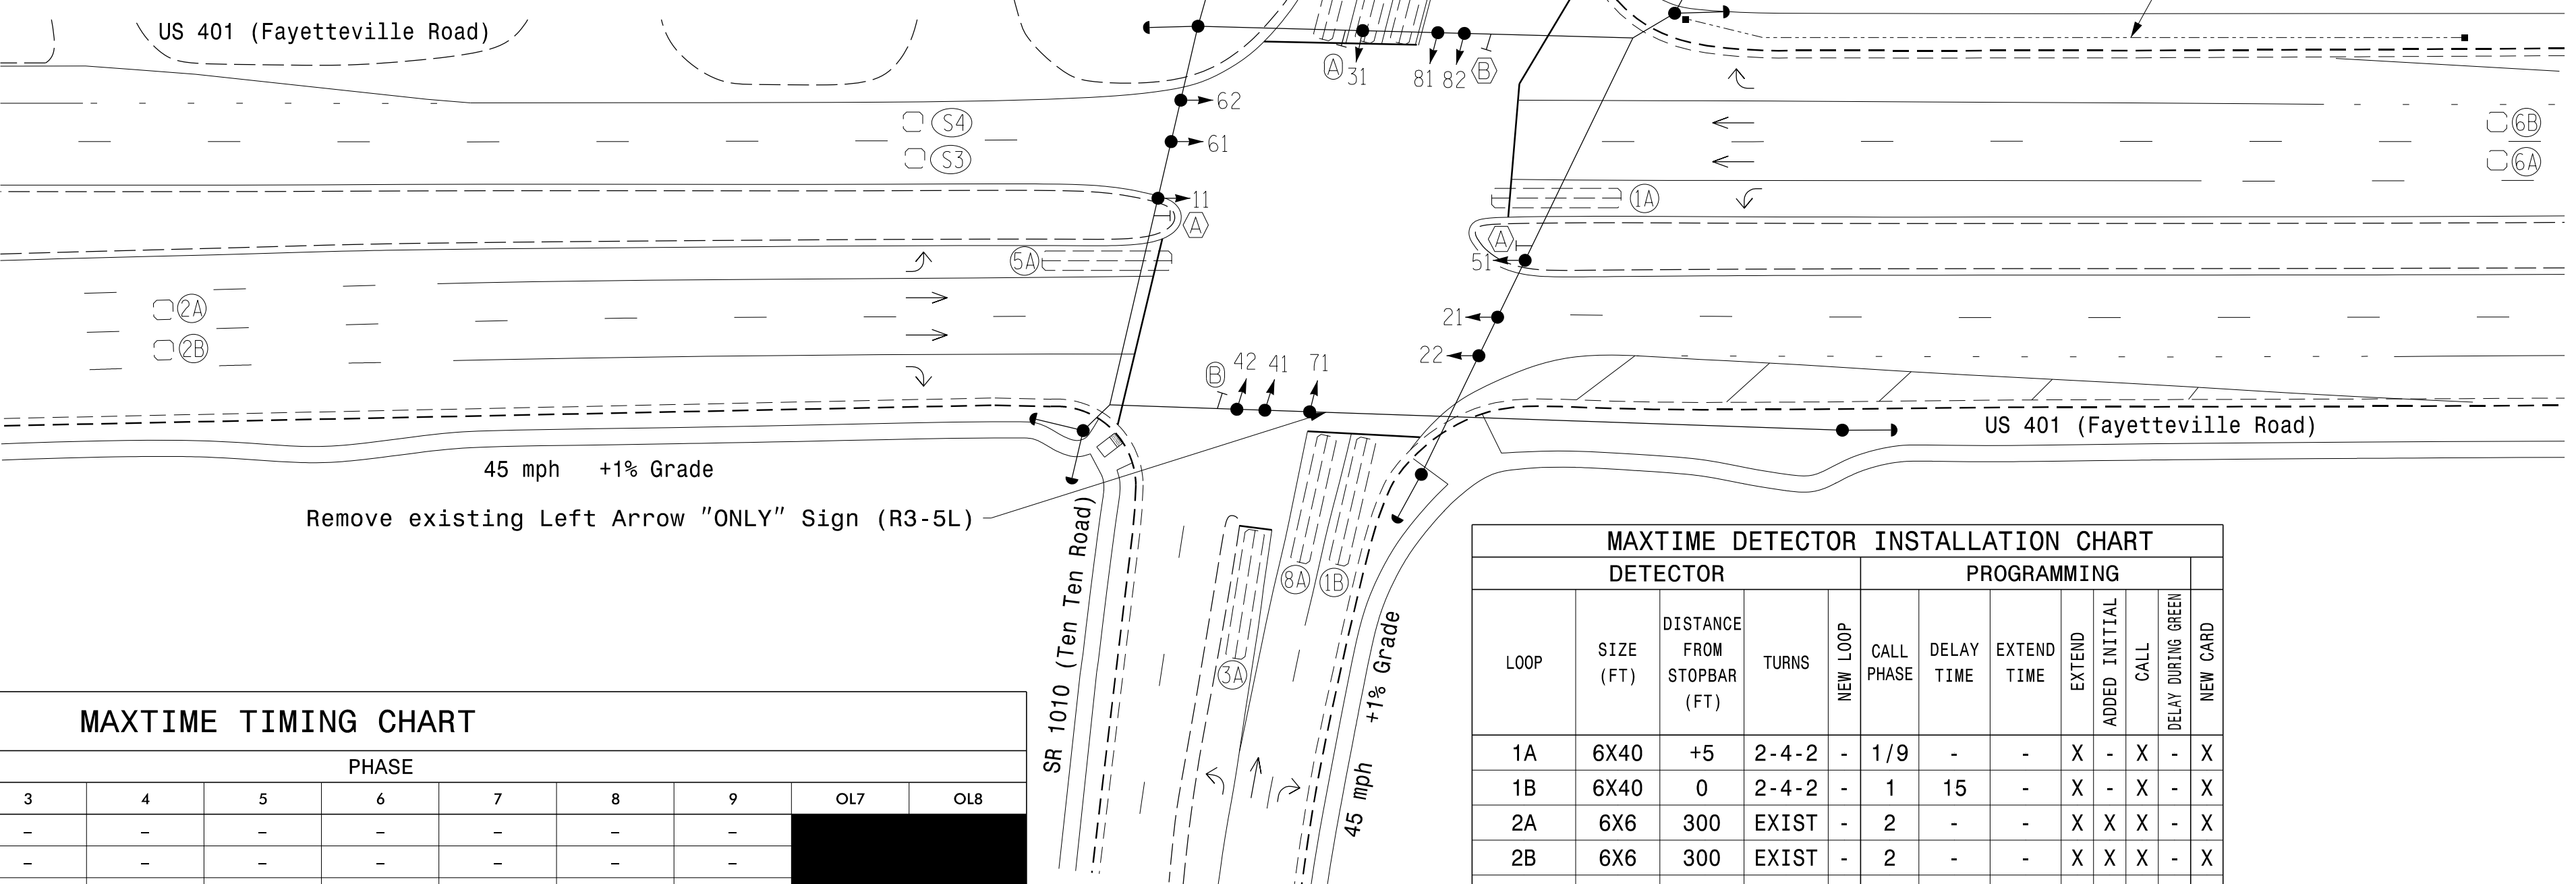 US 401 (Fayetteville Road)
A 31 81 82 B
62
S4
6B
61
S3
6A
11
1A
A
A
5A
51
2A
21
2B
22
B 42 41 71
US 401 (Fayetteville Road)
45 mph +1% Grade
Remove existing Left Arrow "ONLY" Sign (R3-5L)
8A 1B
3A
SR 1010 (Ten Ten Road)
45 mph +1% Grade
MAXTIME TIMING CHART
PHASE
3 4 5 6 7 8 9 OL7 OL8
- - - - - - -
- - - - - - -
MAXTIME DETECTOR INSTALLATION CHART
DETECTOR PROGRAMMING
LOOP
SIZE
(FT)
DISTANCE
FROM
STOPBAR
(FT)
TURNS
NEW LOOP
CALL
PHASE
DELAY
TIME
EXTEND
TIME
EXTEND
ADDED INITIAL
CALL
DELAY DURING GREEN
NEW CARD
1A 6X40 +5 2-4-2 - 1/9 - - X - X - X
1B 6X40 0 2-4-2 - 1 15 - X - X - X
2A 6X6 300 EXIST - 2 - - X X X - X
2B 6X6 300 EXIST - 2 - - X X X - X